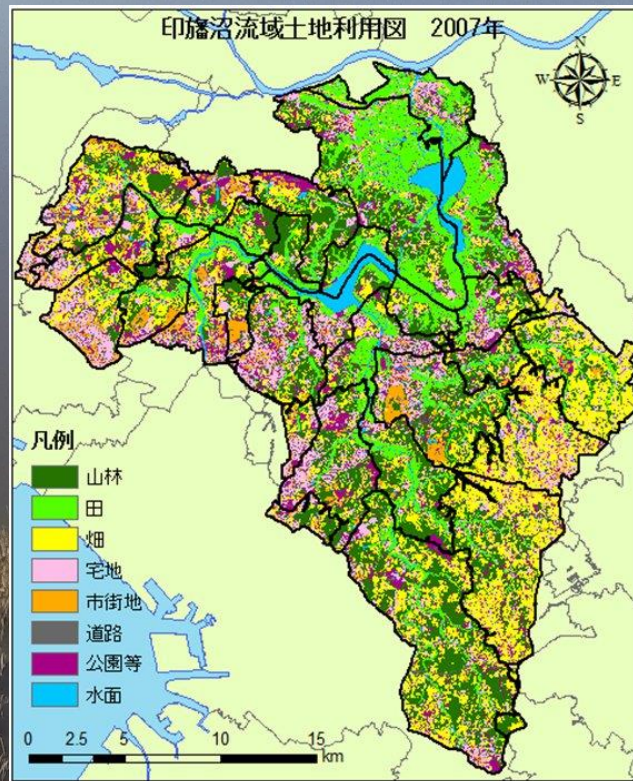 印旛沼流域土地利用図 2007年
N
W E
S
凡例
山林
田
畑
宅地
市街地
道路
公園等
水面
0 2.5 5 10 15
km